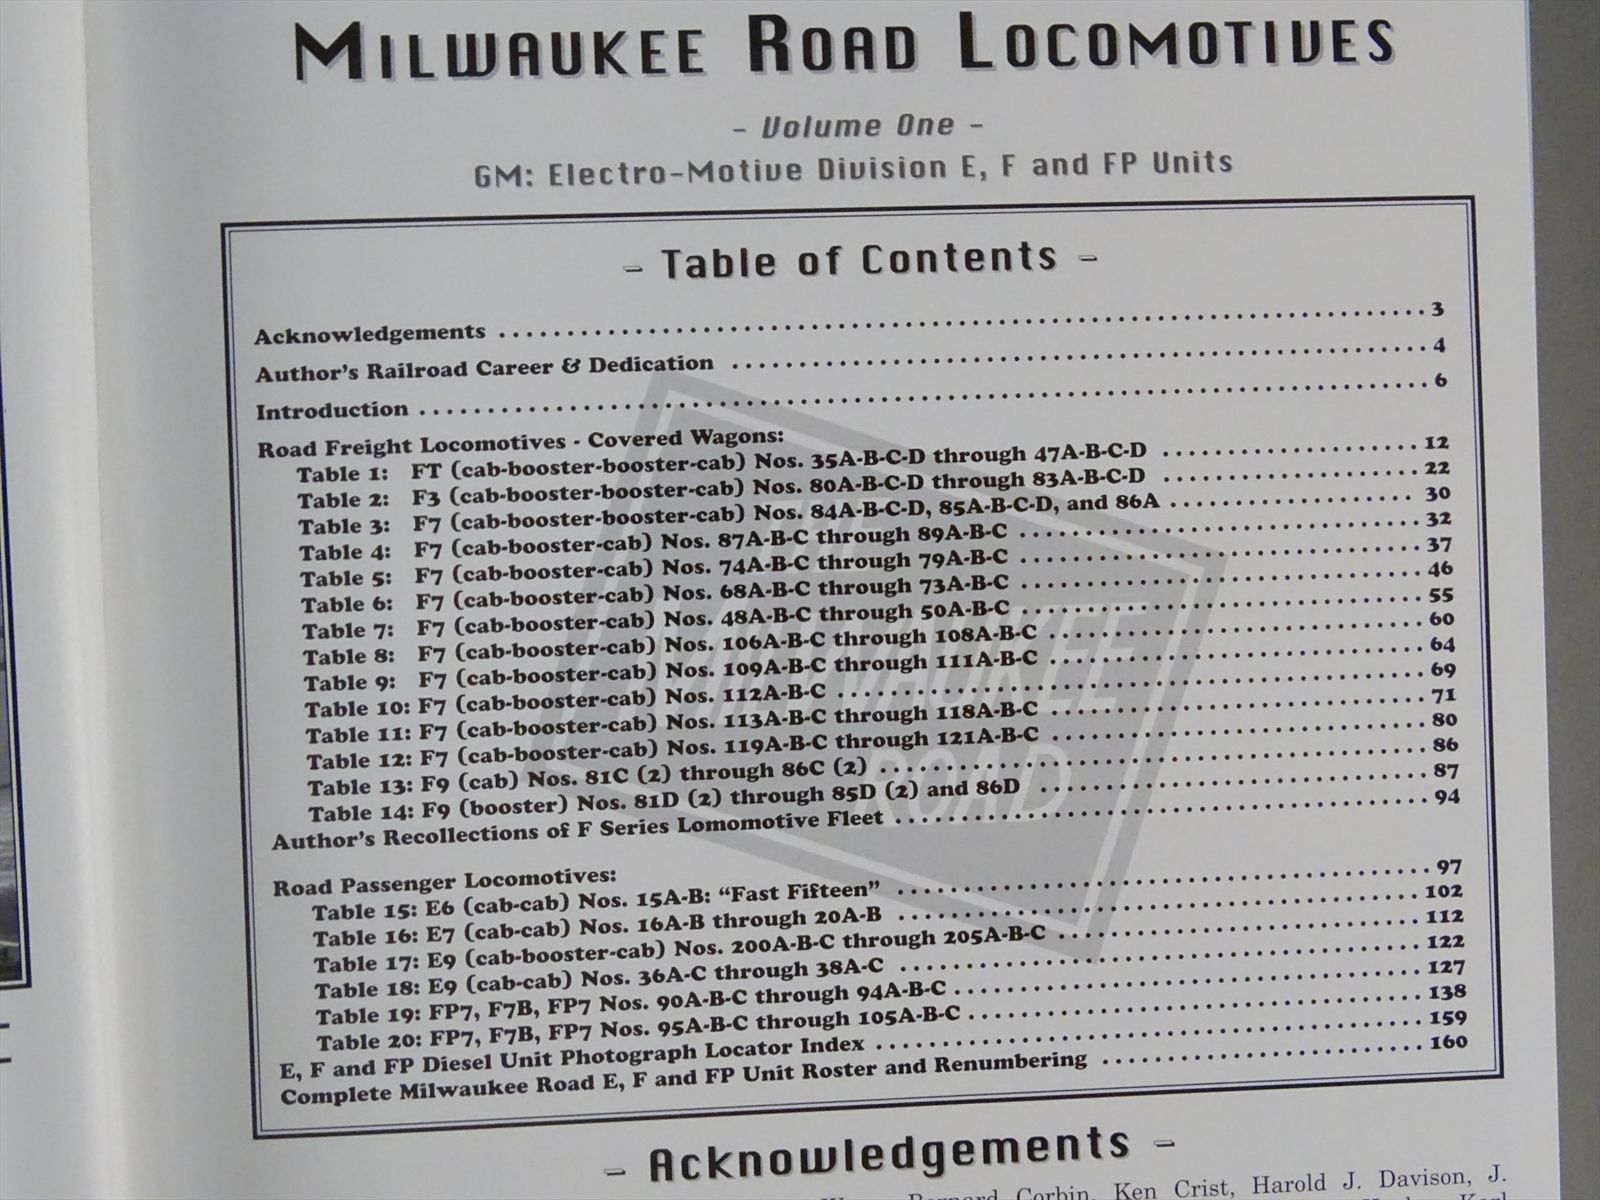 MILWAUKEE ROAD LOCOMOTIVES
- Volume One -
GM: Electro-Motive Division E, F and FP Units
- Table of Contents -
Acknowledgements ........ 3
Author's Railroad Career & Dedication ........ 4
Introduction ........ 6
Road Freight Locomotives - Covered Wagons:
Table 1: FT (cab-booster-booster-cab) Nos. 35A-B-C-D through 47A-B-C-D ........ 12
Table 2: F3 (cab-booster-booster-cab) Nos. 80A-B-C-D through 83A-B-C-D ........ 22
Table 3: F7 (cab-booster-booster-cab) Nos. 84A-B-C-D, 85A-B-C-D, and 86A ........ 30
Table 4: F7 (cab-booster-cab) Nos. 87A-B-C through 89A-B-C ........ 32
Table 5: F7 (cab-booster-cab) Nos. 74A-B-C through 79A-B-C ........ 37
Table 6: F7 (cab-booster-cab) Nos. 68A-B-C through 73A-B-C ........ 46
Table 7: F7 (cab-booster-cab) Nos. 48A-B-C through 50A-B-C ........ 55
Table 8: F7 (cab-booster-cab) Nos. 106A-B-C through 108A-B-C ........ 60
Table 9: F7 (cab-booster-cab) Nos. 109A-B-C through 111A-B-C ........ 64
Table 10: F7 (cab-booster-cab) Nos. 112A-B-C ........ 69
Table 11: F7 (cab-booster-cab) Nos. 113A-B-C through 118A-B-C ........ 71
Table 12: F7 (cab-booster-cab) Nos. 119A-B-C through 121A-B-C ........ 80
Table 13: F9 (cab) Nos. 81C (2) through 86C (2) ........ 86
Table 14: F9 (booster) Nos. 81D (2) through 85D (2) and 86D ........ 87
Author's Recollections of F Series Lomomotive Fleet ........ 94
Road Passenger Locomotives:
Table 15: E6 (cab-cab) Nos. 15A-B: "Fast Fifteen" ........ 97
Table 16: E7 (cab-cab) Nos. 16A-B through 20A-B ........ 102
Table 17: E9 (cab-booster-cab) Nos. 200A-B-C through 205A-B-C ........ 112
Table 18: E9 (cab-cab) Nos. 36A-C through 38A-C ........ 122
Table 19: FP7, F7B, FP7 Nos. 90A-B-C through 94A-B-C ........ 127
Table 20: FP7, F7B, FP7 Nos. 95A-B-C through 105A-B-C ........ 138
E, F and FP Diesel Unit Photograph Locator Index ........ 159
Complete Milwaukee Road E, F and FP Unit Roster and Renumbering ........ 160
THE
MILWAUKEE
ROAD
- Acknowledgements -
Bernard Corbin, Ken Crist, Harold J. Davison, J.
Karl